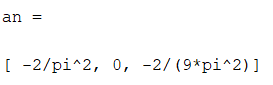 an =
[ -2/pi^2, 0, -2/(9*pi^2)]